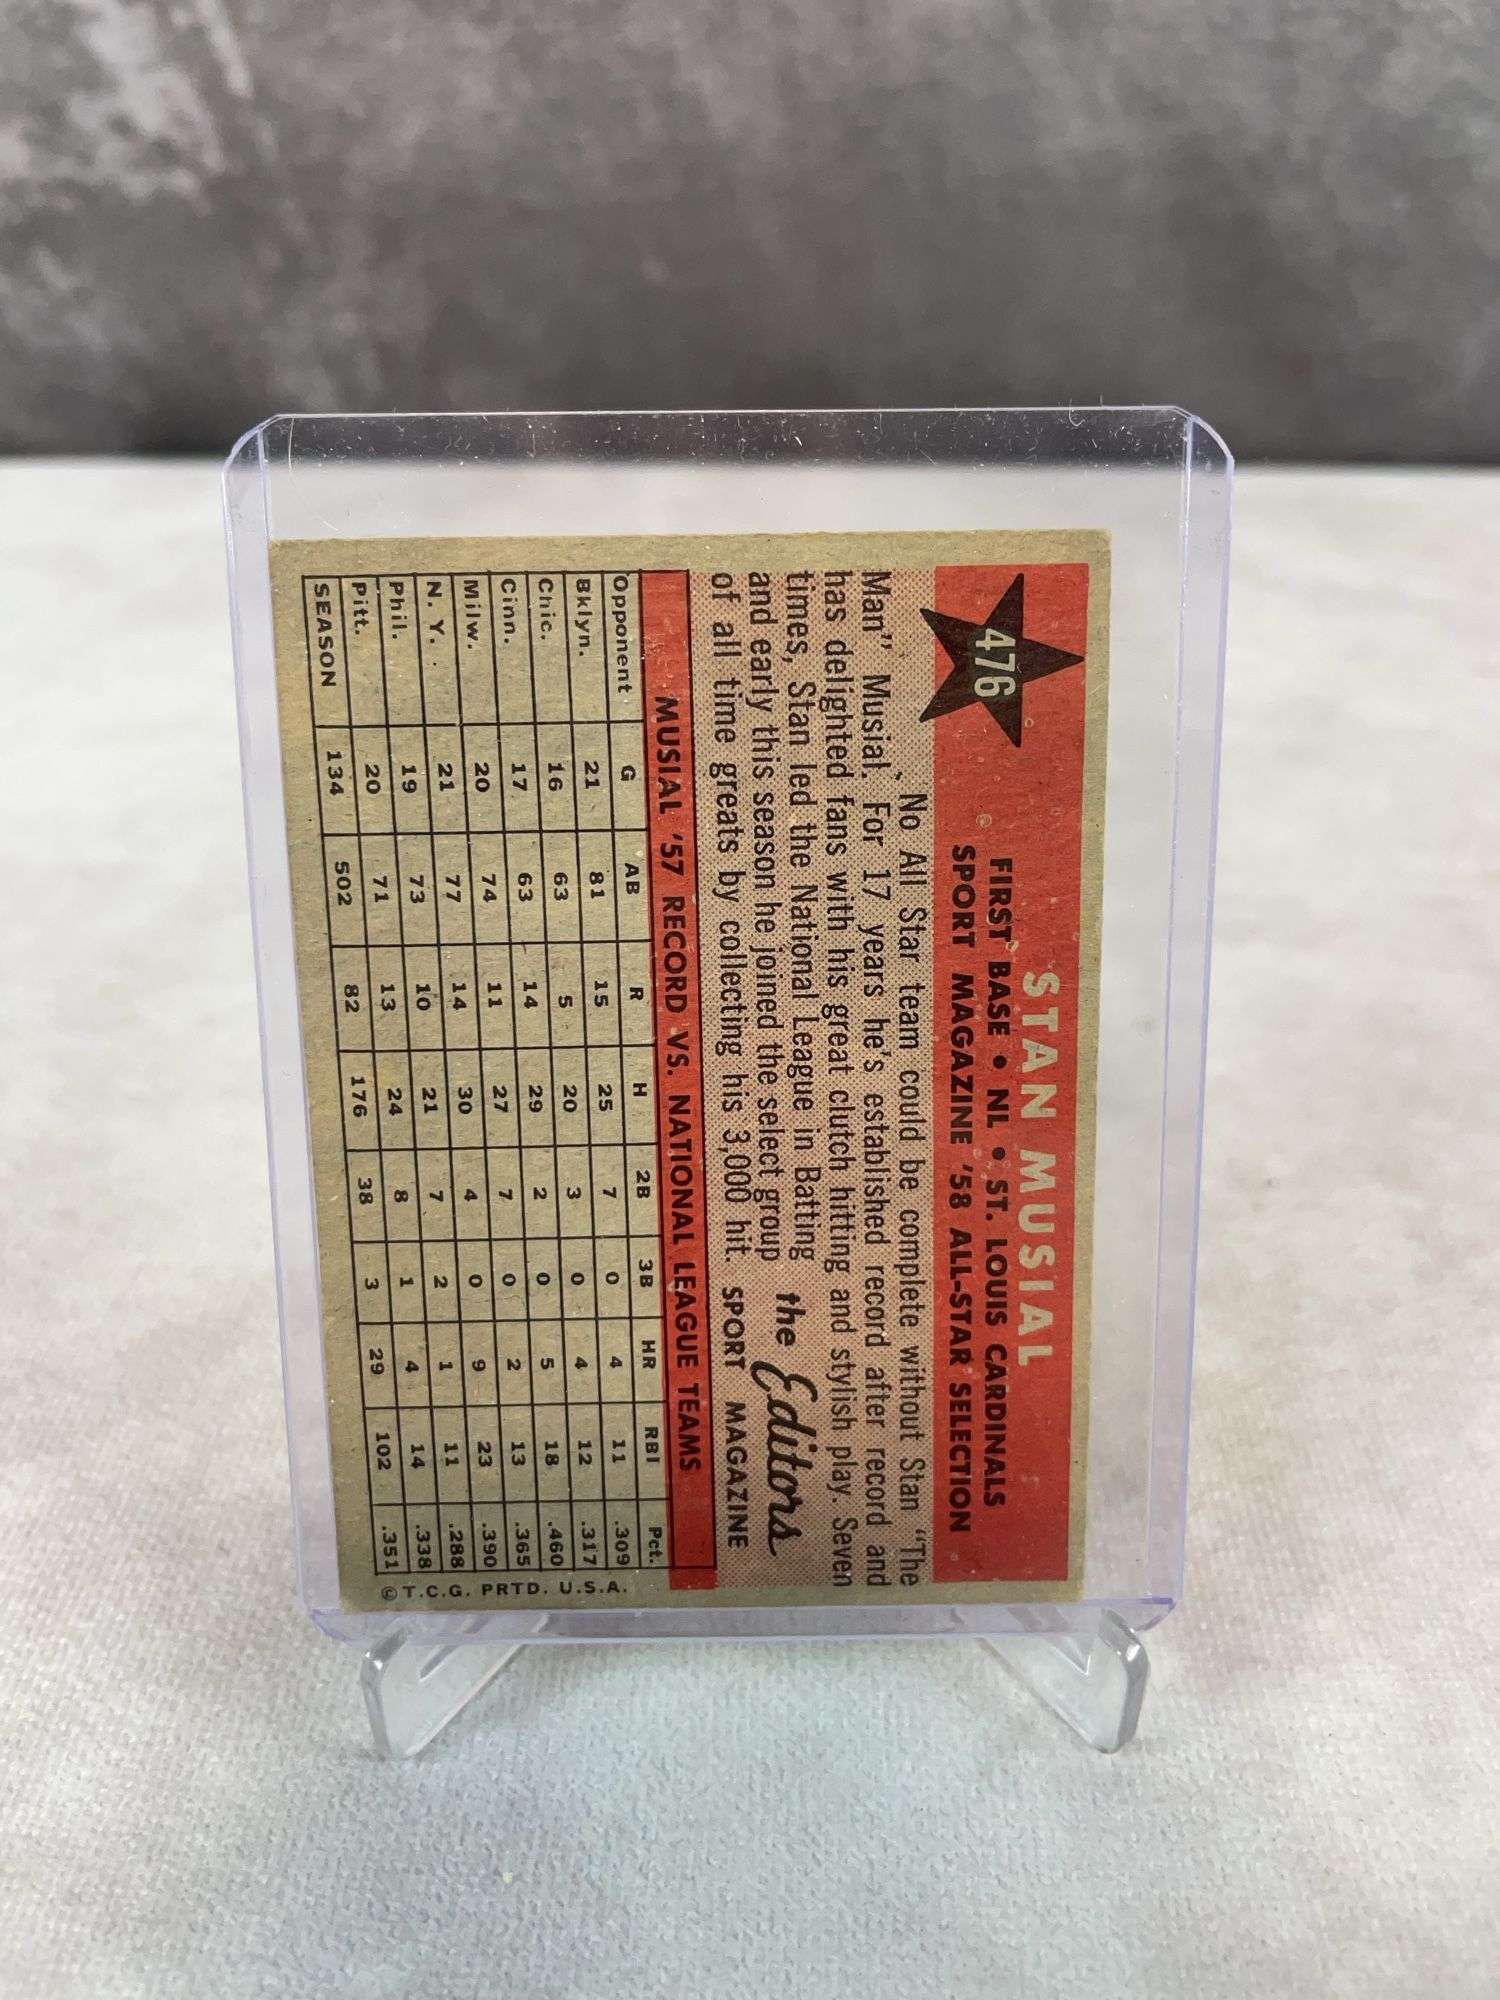 476
STAN MUSIAL
FIRST BASE • NL • ST. LOUIS CARDINALS
SPORT MAGAZINE '58 ALL-STAR SELECTION
No All Star team could be complete without Stan "The
Man" Musial. For 17 years he's established record after record and
has delighted fans with his great clutch hitting and stylish play. Seven
times, Stan led the National League in Batting
and early this season he joined the select group
of all time greats by collecting his 3,000 hit.
the Editors
SPORT MAGAZINE
MUSIAL '57 RECORD VS. NATIONAL LEAGUE TEAMS
Opponent G AB R H 2B 3B HR RBI Pct.
Bklyn. 21 81 15 25 7 0 4 11 .309
Chic. 16 63 5 20 3 0 4 12 .317
Cinn. 17 63 14 29 2 0 5 18 .460
Milw. 20 74 11 27 7 0 2 13 .365
N. Y. 21 77 14 30 4 0 9 23 .390
Phil. 19 73 10 21 7 2 1 11 .288
Pitt. 20 71 13 24 8 1 4 14 .338
SEASON 134 502 82 176 38 3 29 102 .351
© T.C.G. PRTD. U.S.A.